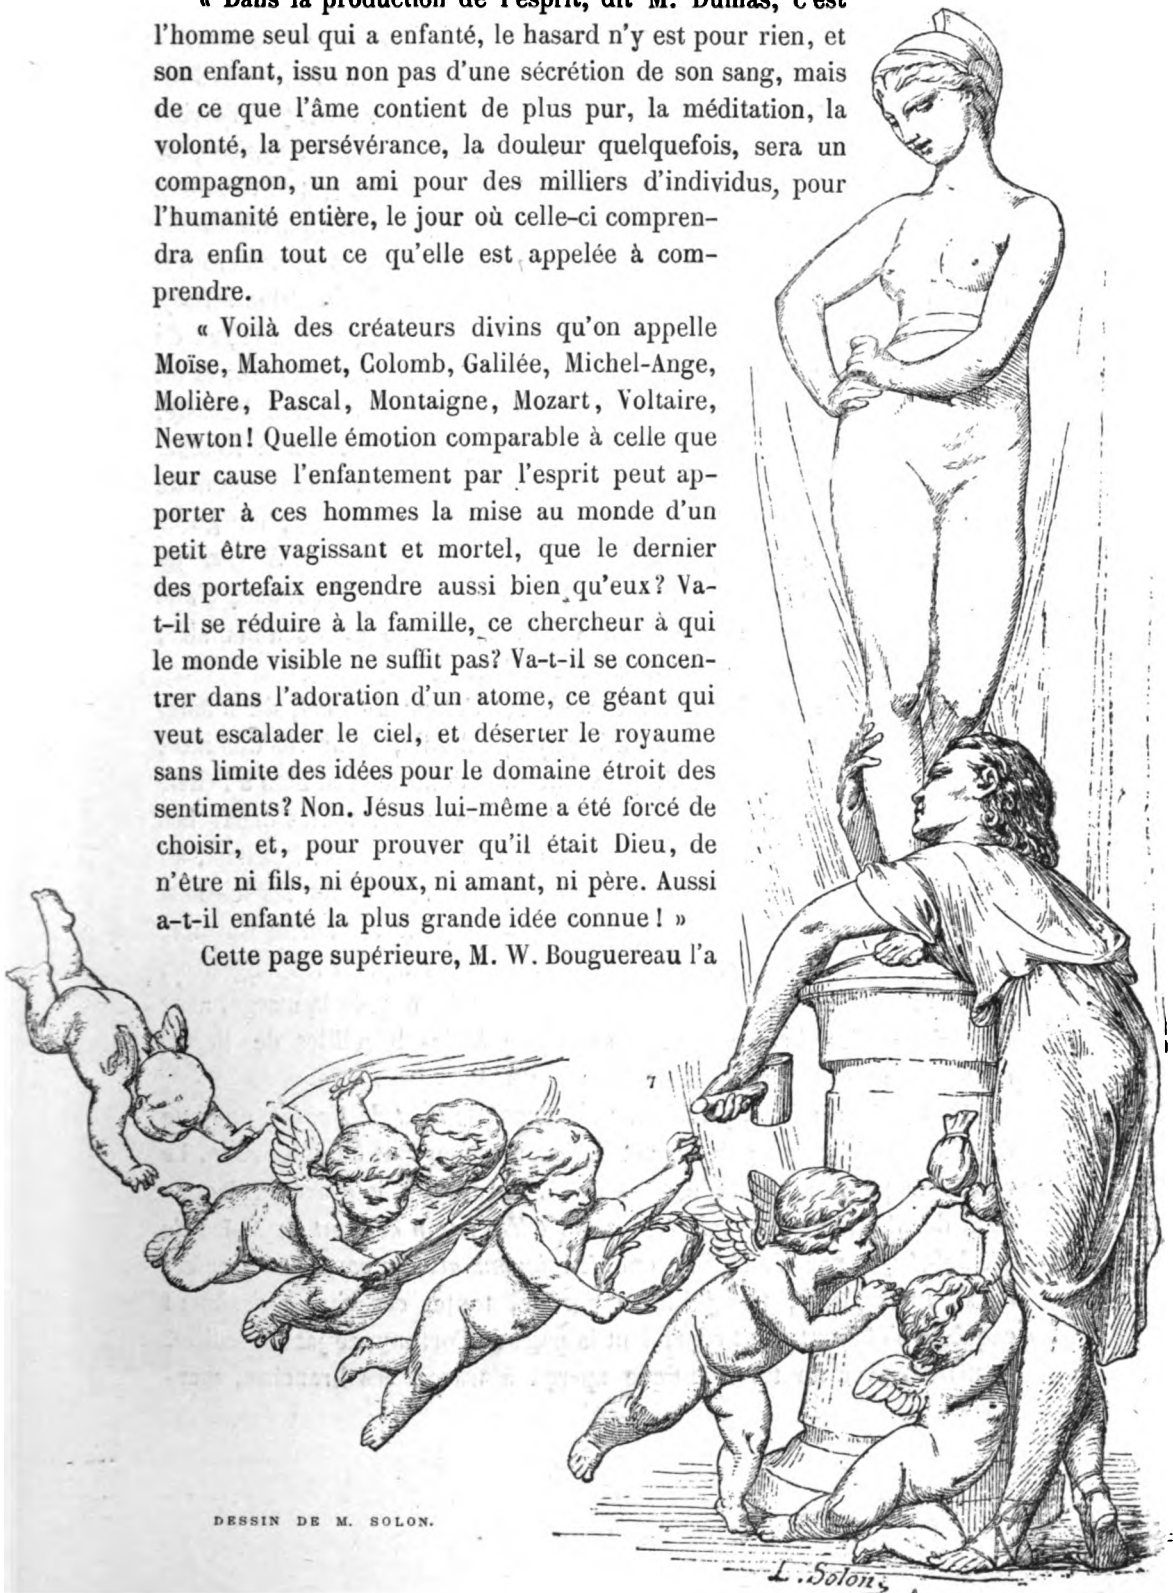 « Dans la production de l'esprit, dit M. Dumas, c'est
l'homme seul qui a enfanté, le hasard n'y est pour rien, et
son enfant, issu non pas d'une sécrétion de son sang, mais
de ce que l'âme contient de plus pur, la méditation, la
volonté, la persévérance, la douleur quelquefois, sera un
compagnon, un ami pour des milliers d'individus, pour
l'humanité entière, le jour où celle-ci compren-
dra enfin tout ce qu'elle est appelée à com-
prendre.
« Voilà des créateurs divins qu'on appelle
Moïse, Mahomet, Colomb, Galilée, Michel-Ange,
Molière, Pascal, Montaigne, Mozart, Voltaire,
Newton! Quelle émotion comparable à celle que
leur cause l'enfantement par l'esprit peut ap-
porter à ces hommes la mise au monde d'un
petit être vagissant et mortel, que le dernier
des portefaix engendre aussi bien qu'eux? Va-
t-il se réduire à la famille, ce chercheur à qui
le monde visible ne suffit pas? Va-t-il se concen-
trer dans l'adoration d'un atome, ce géant qui
veut escalader le ciel, et déserter le royaume
sans limite des idées pour le domaine étroit des
sentiments? Non. Jésus lui-même a été forcé de
choisir, et, pour prouver qu'il était Dieu, de
n'être ni fils, ni époux, ni amant, ni père. Aussi
a-t-il enfanté la plus grande idée connue! »
Cette page supérieure, M. W. Bouguereau l'a
DESSIN DE M. SOLON.
L. Solon